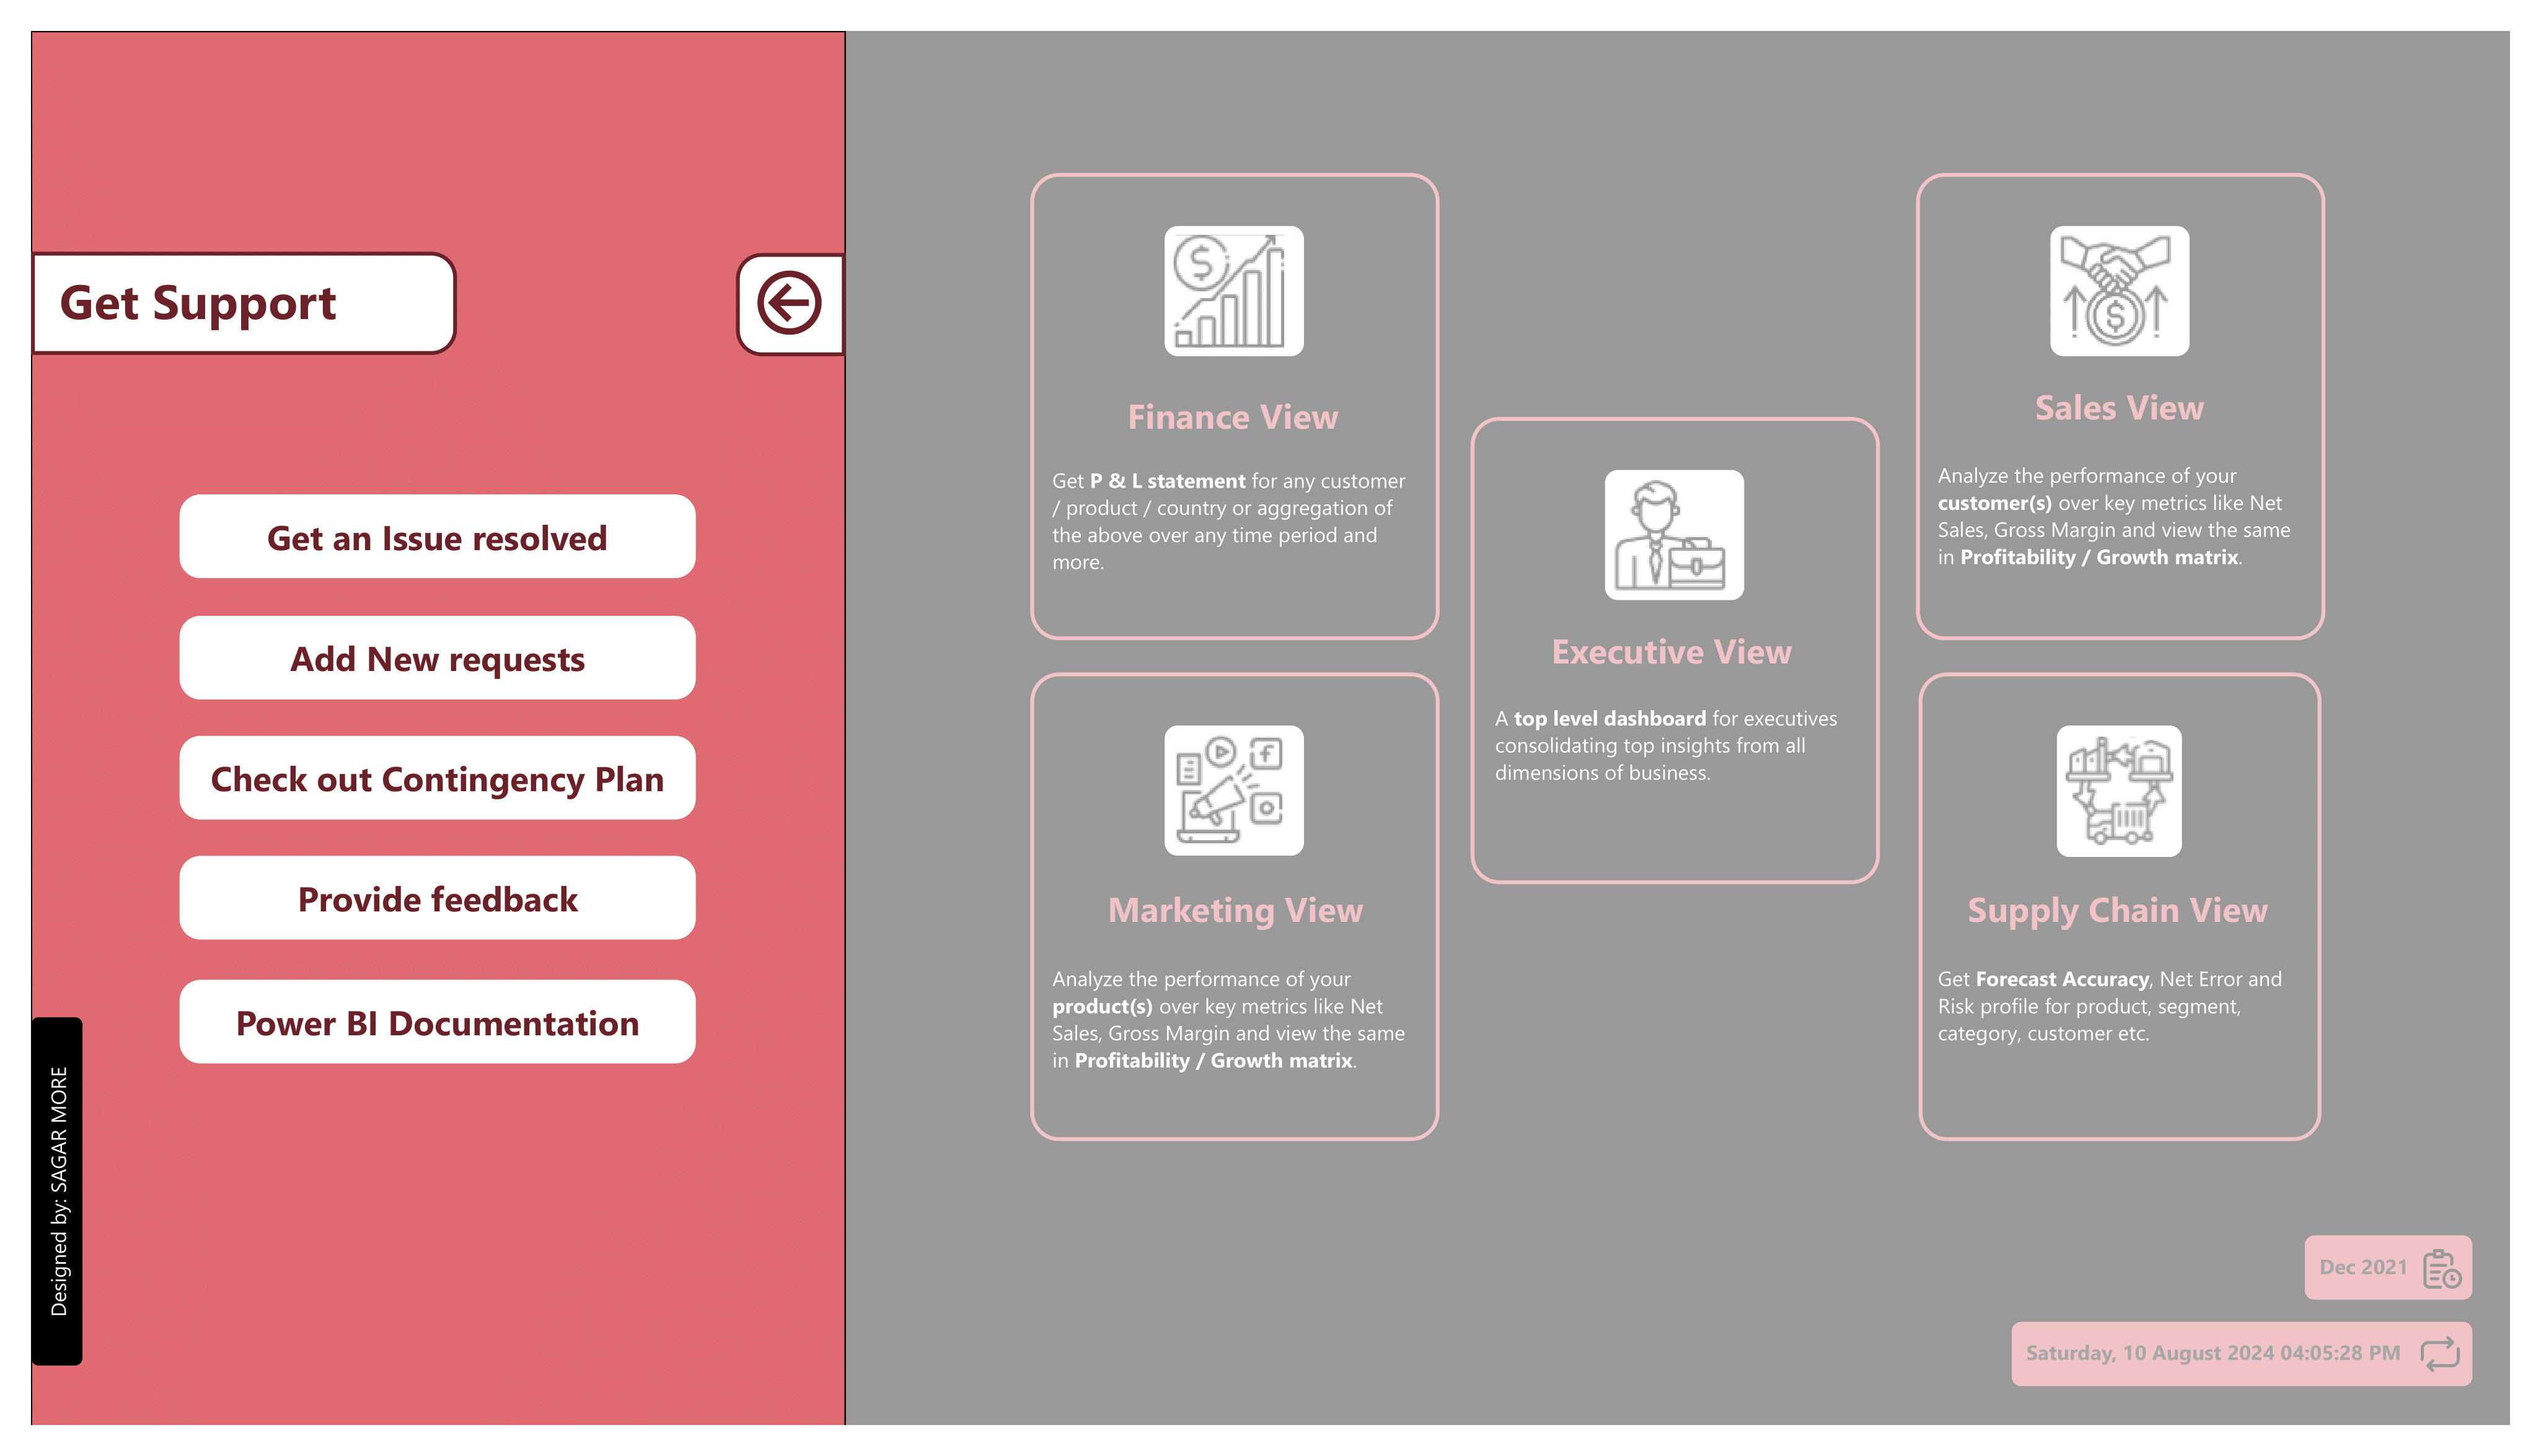 Get Support
Get an Issue resolved
Add New requests
Check out Contingency Plan
Provide feedback
Power BI Documentation
Designed by: SAGAR MORE
Finance View
Get P & L statement for any customer
/ product / country or aggregation of
the above over any time period and
more.
Marketing View
Analyze the performance of your
product(s) over key metrics like Net
Sales, Gross Margin and view the same
in Profitability / Growth matrix.
Executive View
A top level dashboard for executives
consolidating top insights from all
dimensions of business.
Sales View
Analyze the performance of your
customer(s) over key metrics like Net
Sales, Gross Margin and view the same
in Profitability / Growth matrix.
Supply Chain View
Get Forecast Accuracy, Net Error and
Risk profile for product, segment,
category, customer etc.
Dec 2021
Saturday, 10 August 2024 04:05:28 PM